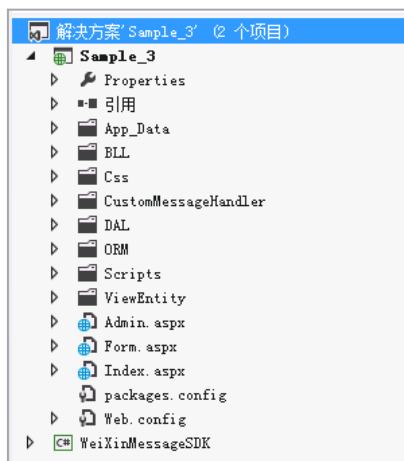 解决方案'Sample_3' (2 个项目)
Sample_3
Properties
引用
App_Data
BLL
Css
CustomMessageHandler
DAL
ORM
Scripts
ViewEntity
Admin.aspx
Form.aspx
Index.aspx
packages.config
Web.config
C# WeiXinMessageSDK